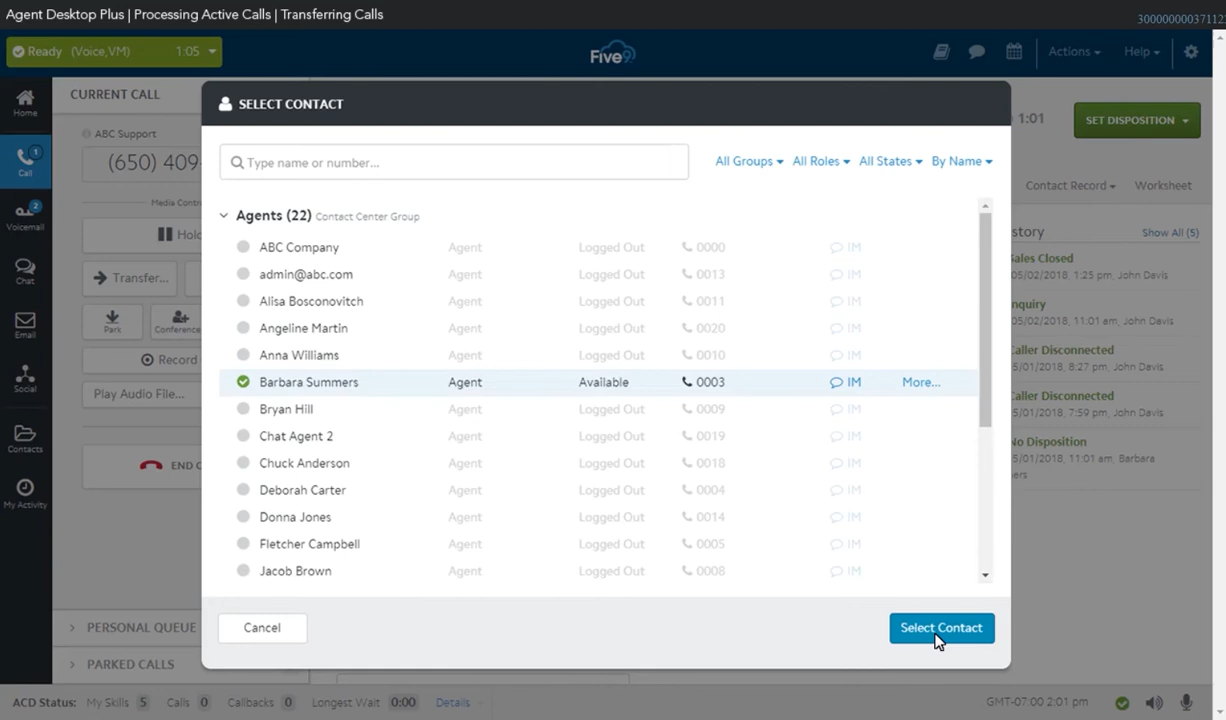 Agent Desktop Plus | Processing Active Calls | Transferring Calls
30000000037112
Ready (Voice,VM) 1:05
Five9
Actions
Help
Home
Call 1
Voicemail 2
Chat
Email
Social
Contacts
My Activity
CURRENT CALL
ABC Support
(650) 409-
Media Contr
Hold
Transfer...
Park
Conference
Record
Play Audio File...
END C
PERSONAL QUEUE
PARKED CALLS
SELECT CONTACT
Type name or number...
All Groups All Roles All States By Name
Agents (22) Contact Center Group
ABC Company Agent Logged Out 0000 IM
admin@abc.com Agent Logged Out 0013 IM
Alisa Bosconovitch Agent Logged Out 0011 IM
Angeline Martin Agent Logged Out 0020 IM
Anna Williams Agent Logged Out 0010 IM
Barbara Summers Agent Available 0003 IM More...
Bryan Hill Agent Logged Out 0009 IM
Chat Agent 2 Agent Logged Out 0019 IM
Chuck Anderson Agent Logged Out 0018 IM
Deborah Carter Agent Logged Out 0004 IM
Donna Jones Agent Logged Out 0014 IM
Fletcher Campbell Agent Logged Out 0005 IM
Jacob Brown Agent Logged Out 0008 IM
Cancel
Select Contact
1:01
SET DISPOSITION
Contact Record Worksheet
story Show All (5)
Sales Closed
05/02/2018, 1:25 pm, John Davis
nquiry
05/02/2018, 11:01 am, John Davis
Caller Disconnected
05/01/2018, 8:27 pm, John Davis.
Caller Disconnected
05/01/2018, 7:59 pm, John Davis.
No Disposition
05/01/2018, 11:01 am, Barbara
mers
ACD Status: My Skills 5 Calls 0 Callbacks 0 Longest Wait 0:00 Details
GMT-07:00 2:01 pm